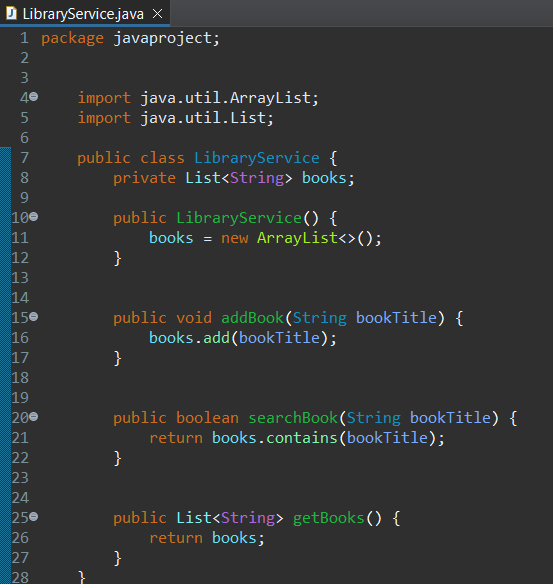 LibraryService.java
1 package javaproject;
2
3
4 import java.util.ArrayList;
5 import java.util.List;
6
7 public class LibraryService {
8 private List<String> books;
9
10 public LibraryService() {
11 books = new ArrayList<>();
12 }
13
14
15 public void addBook(String bookTitle) {
16 books.add(bookTitle);
17 }
18
19
20 public boolean searchBook(String bookTitle) {
21 return books.contains(bookTitle);
22 }
23
24
25 public List<String> getBooks() {
26 return books;
27 }
28 }